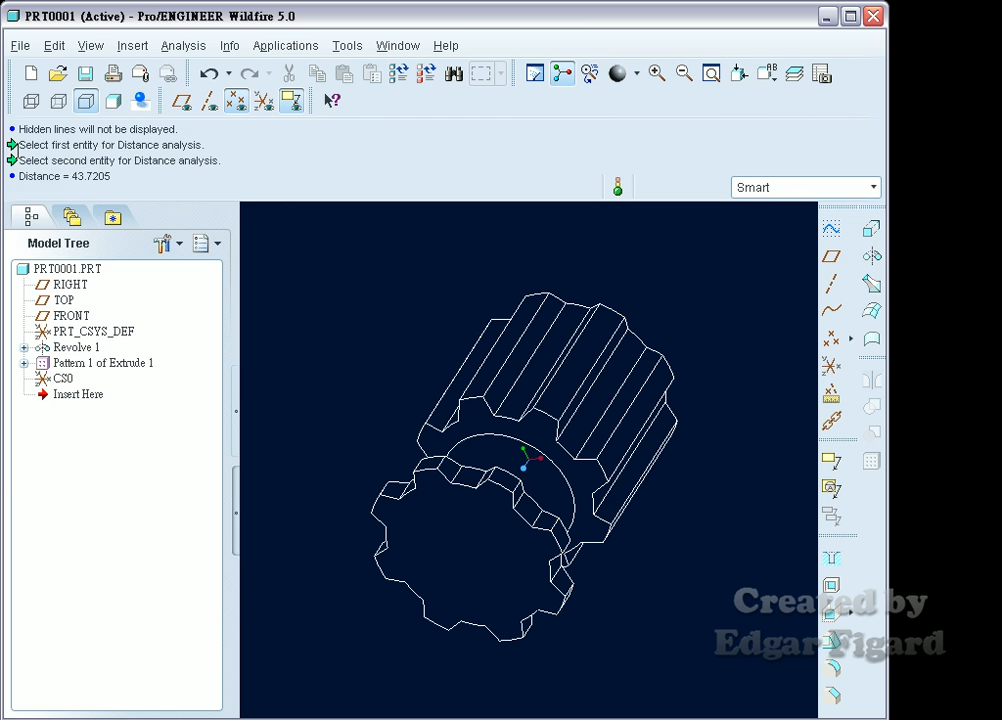 PRT0001 (Active) - Pro/ENGINEER Wildfire 5.0
File Edit View Insert Analysis Info Applications Tools Window Help
Hidden lines will not be displayed.
Select first entity for Distance analysis.
Select second entity for Distance analysis.
Distance = 43.7205
Smart
Model Tree
PRT0001.PRT
RIGHT
TOP
FRONT
PRT_CSYS_DEF
Revolve 1
Pattern 1 of Extrude 1
CS0
Insert Here
Created by
Edgar Figard